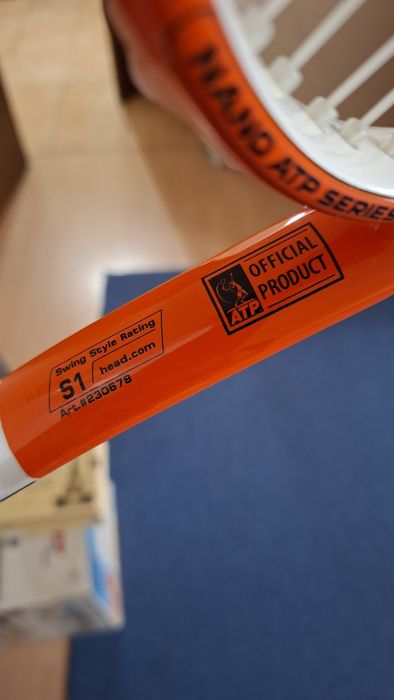 NANO ATP SERIES
OFFICIAL
PRODUCT
ATP
Swing Style Rating
S1
head.com
Art.#230678